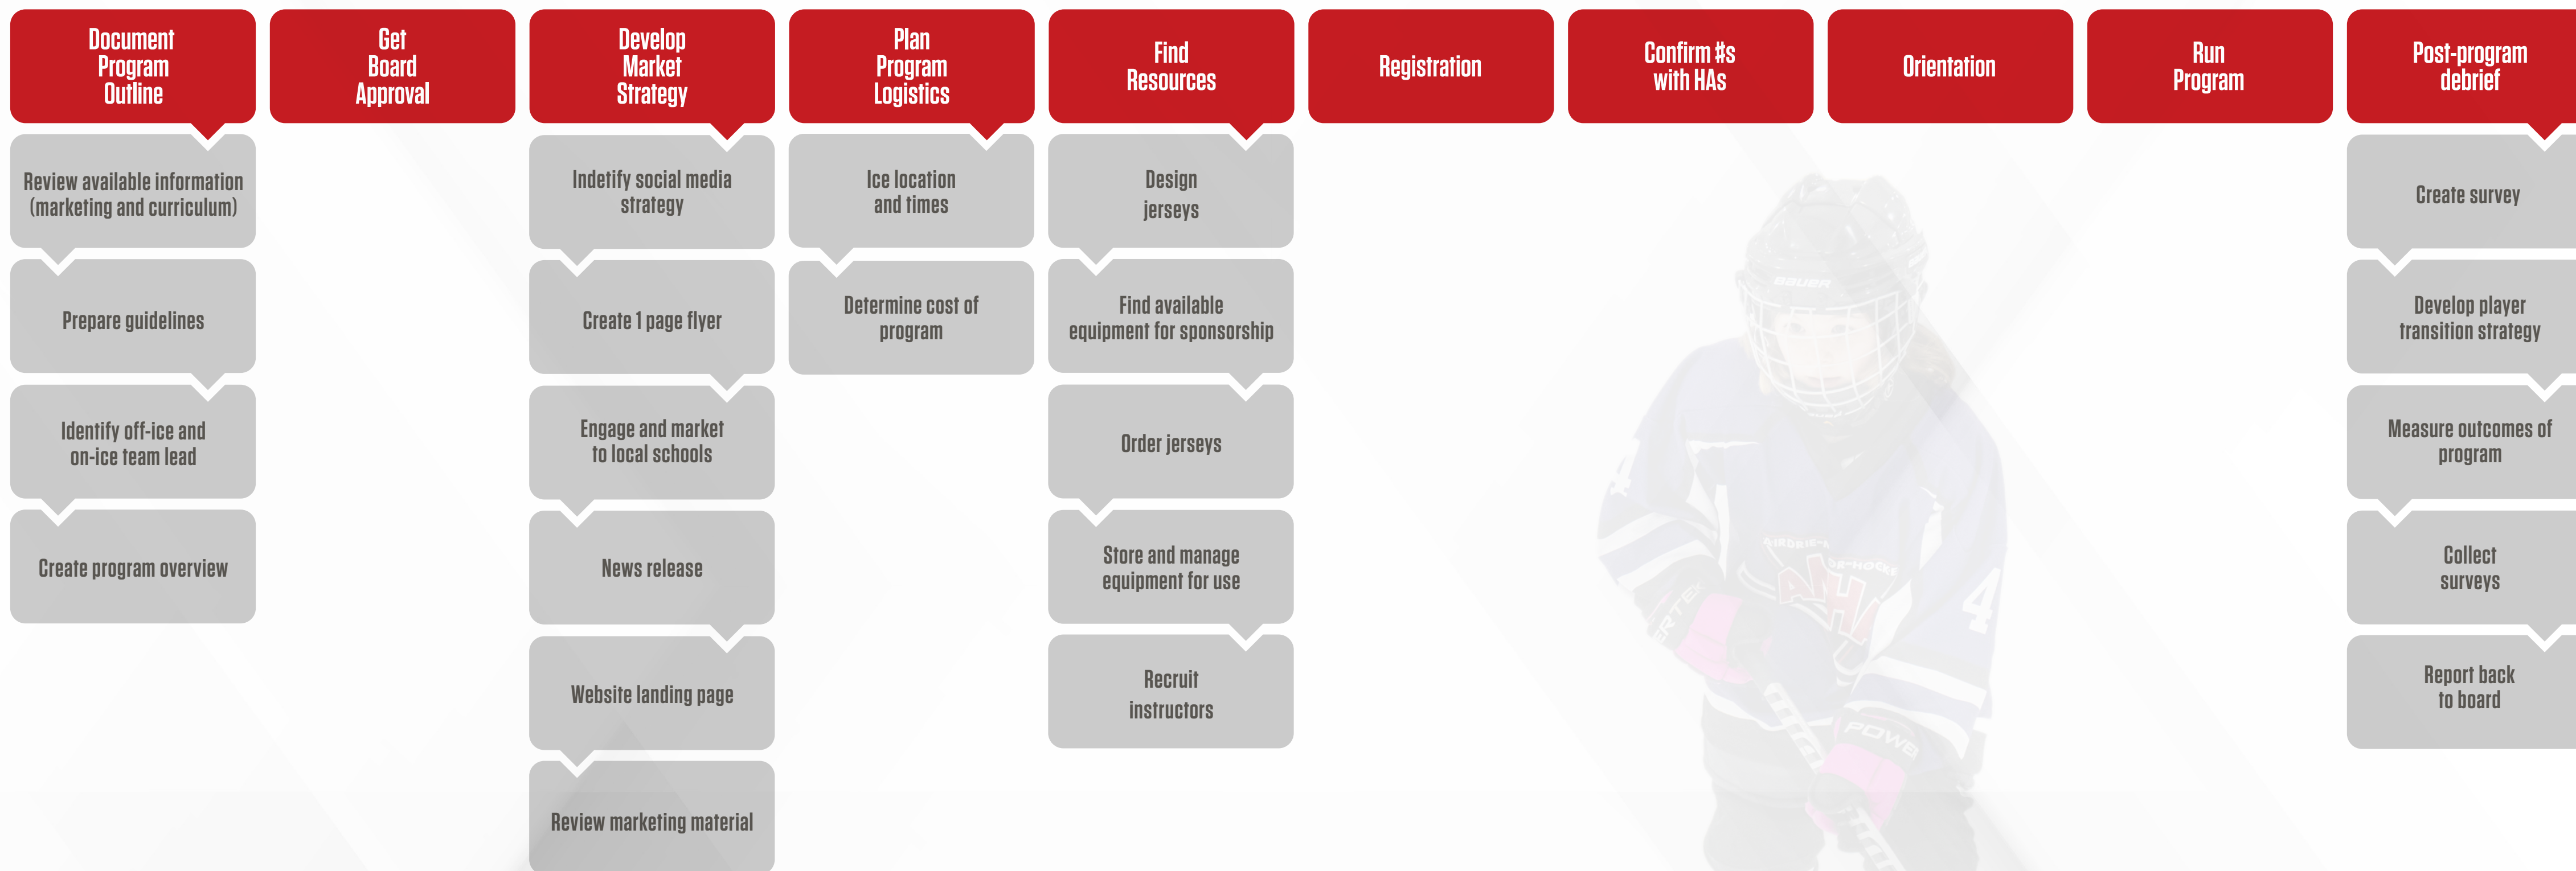 Document
Program
Outline
Get
Board
Approval
Develop
Market
Strategy
Plan
Program
Logistics
Find
Resources
Registration
Confirm #s
with HAs
Orientation
Run
Program
Post-program
debrief
Review available information
(marketing and curriculum)
Prepare guidelines
Identify off-ice and
on-ice team lead
Create program overview
Indetify social media
strategy
Create 1 page flyer
Engage and market
to local schools
News release
Website landing page
Review marketing material
Ice location
and times
Determine cost of
program
Design
jerseys
Find available
equipment for sponsorship
Order jerseys
Store and manage
equipment for use
Recruit
instructors
Create survey
Develop player
transition strategy
Measure outcomes of
program
Collect
surveys
Report back
to board
BAUER
4
4
POWE